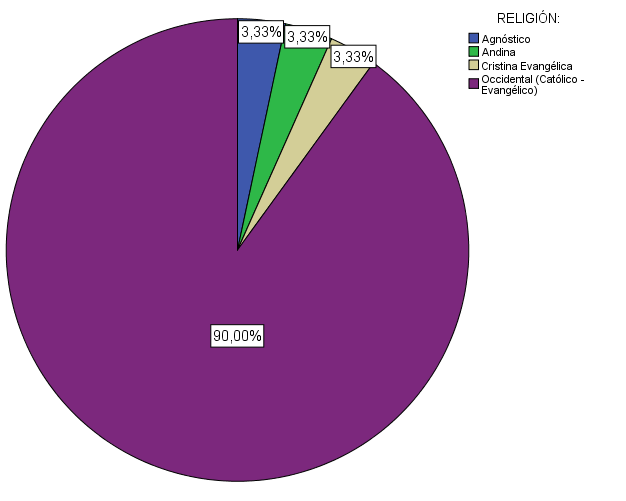 RELIGIÓN:
Agnóstico
Andina
Cristina Evangélica
Occidental (Católico -
Evangélico)
3,33%
3,33%
3,33%
90,00%